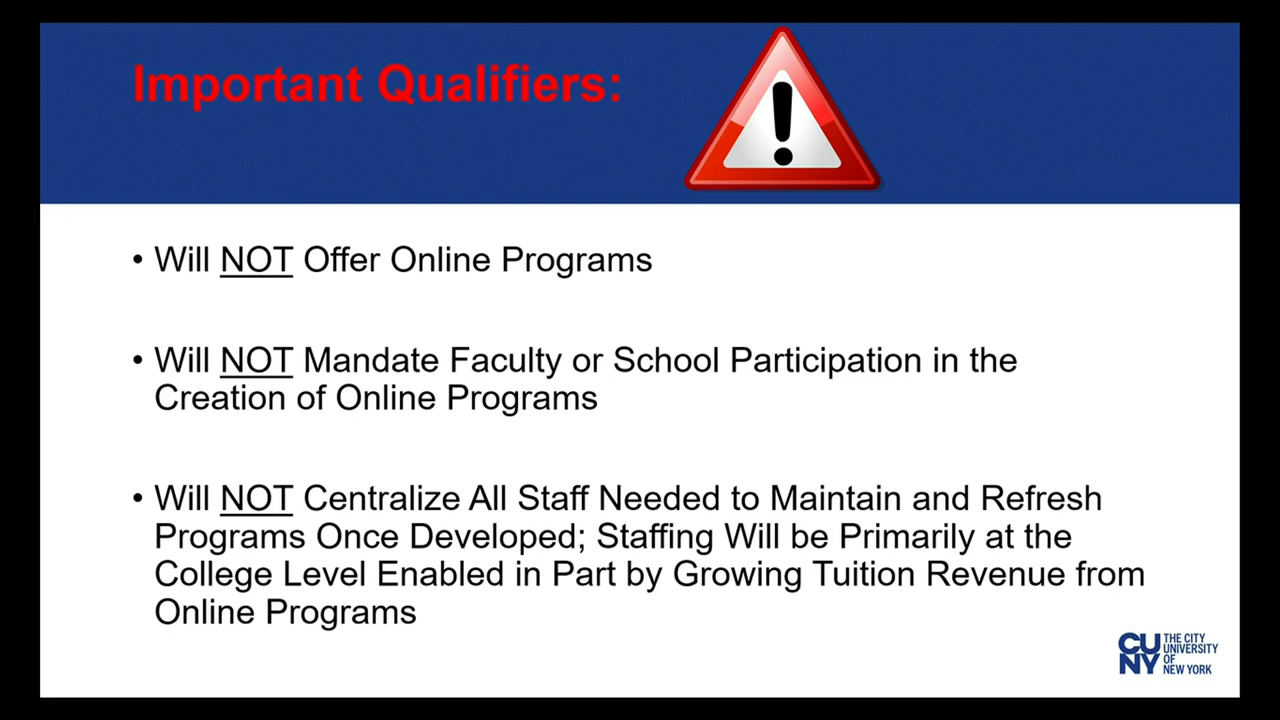 Important Qualifiers:
• Will NOT Offer Online Programs
• Will NOT Mandate Faculty or School Participation in the
Creation of Online Programs
• Will NOT Centralize All Staff Needed to Maintain and Refresh
Programs Once Developed; Staffing Will be Primarily at the
College Level Enabled in Part by Growing Tuition Revenue from
Online Programs
CU
NY
THE CITY
UNIVERSITY
OF
NEW YORK